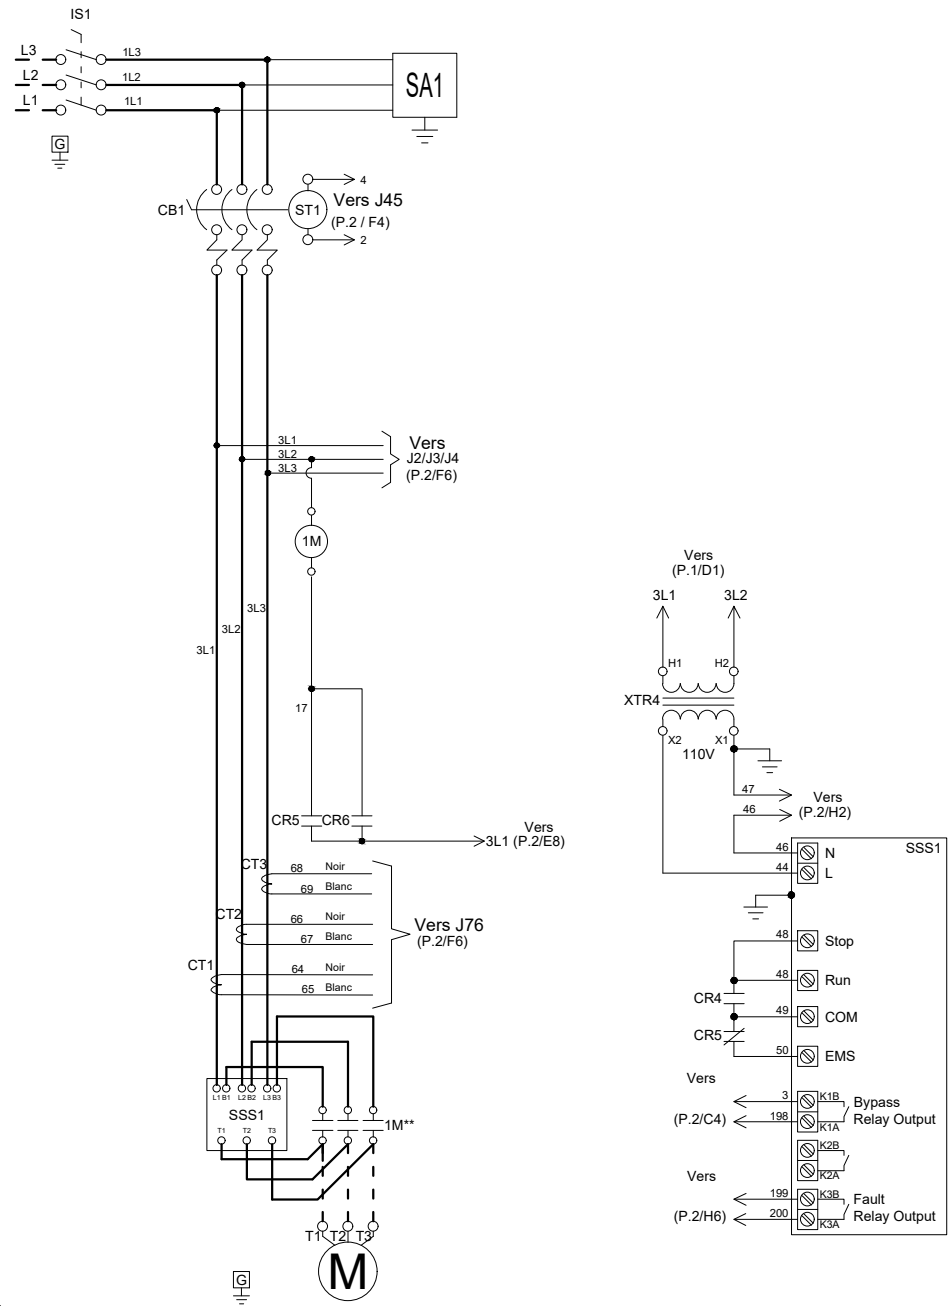 IS1
L3
1L3
L2
1L2
L1
1L1
SA1
G
CB1
ST1
4
Vers J45
(P.2 / F4)
2
3L1
3L2
3L3
Vers
J2/J3/J4
(P.2/F6)
1M
3L3
3L2
3L1
17
CR5
CR6
Vers
3L1 (P.2/E8)
CT3
68
Noir
69
Blanc
CT2
66
Noir
67
Blanc
CT1
64
Noir
65
Blanc
Vers J76
(P.2/F6)
L1
B1
L2
B2
L3
B3
SSS1
T1
T2
T3
1M**
T1
T2
T3
M
G
Vers
(P.1/D1)
3L1
3L2
H1
H2
XTR4
X2
X1
110V
47
46
Vers
(P.2/H2)
SSS1
46
N
44
L
48
Stop
48
Run
CR4
49
COM
CR5
50
EMS
Vers
(P.2/C4)
3
K1B
Bypass
198
K1A
Relay Output
K2B
K2A
Vers
(P.2/H6)
199
K3B
Fault
200
K3A
Relay Output